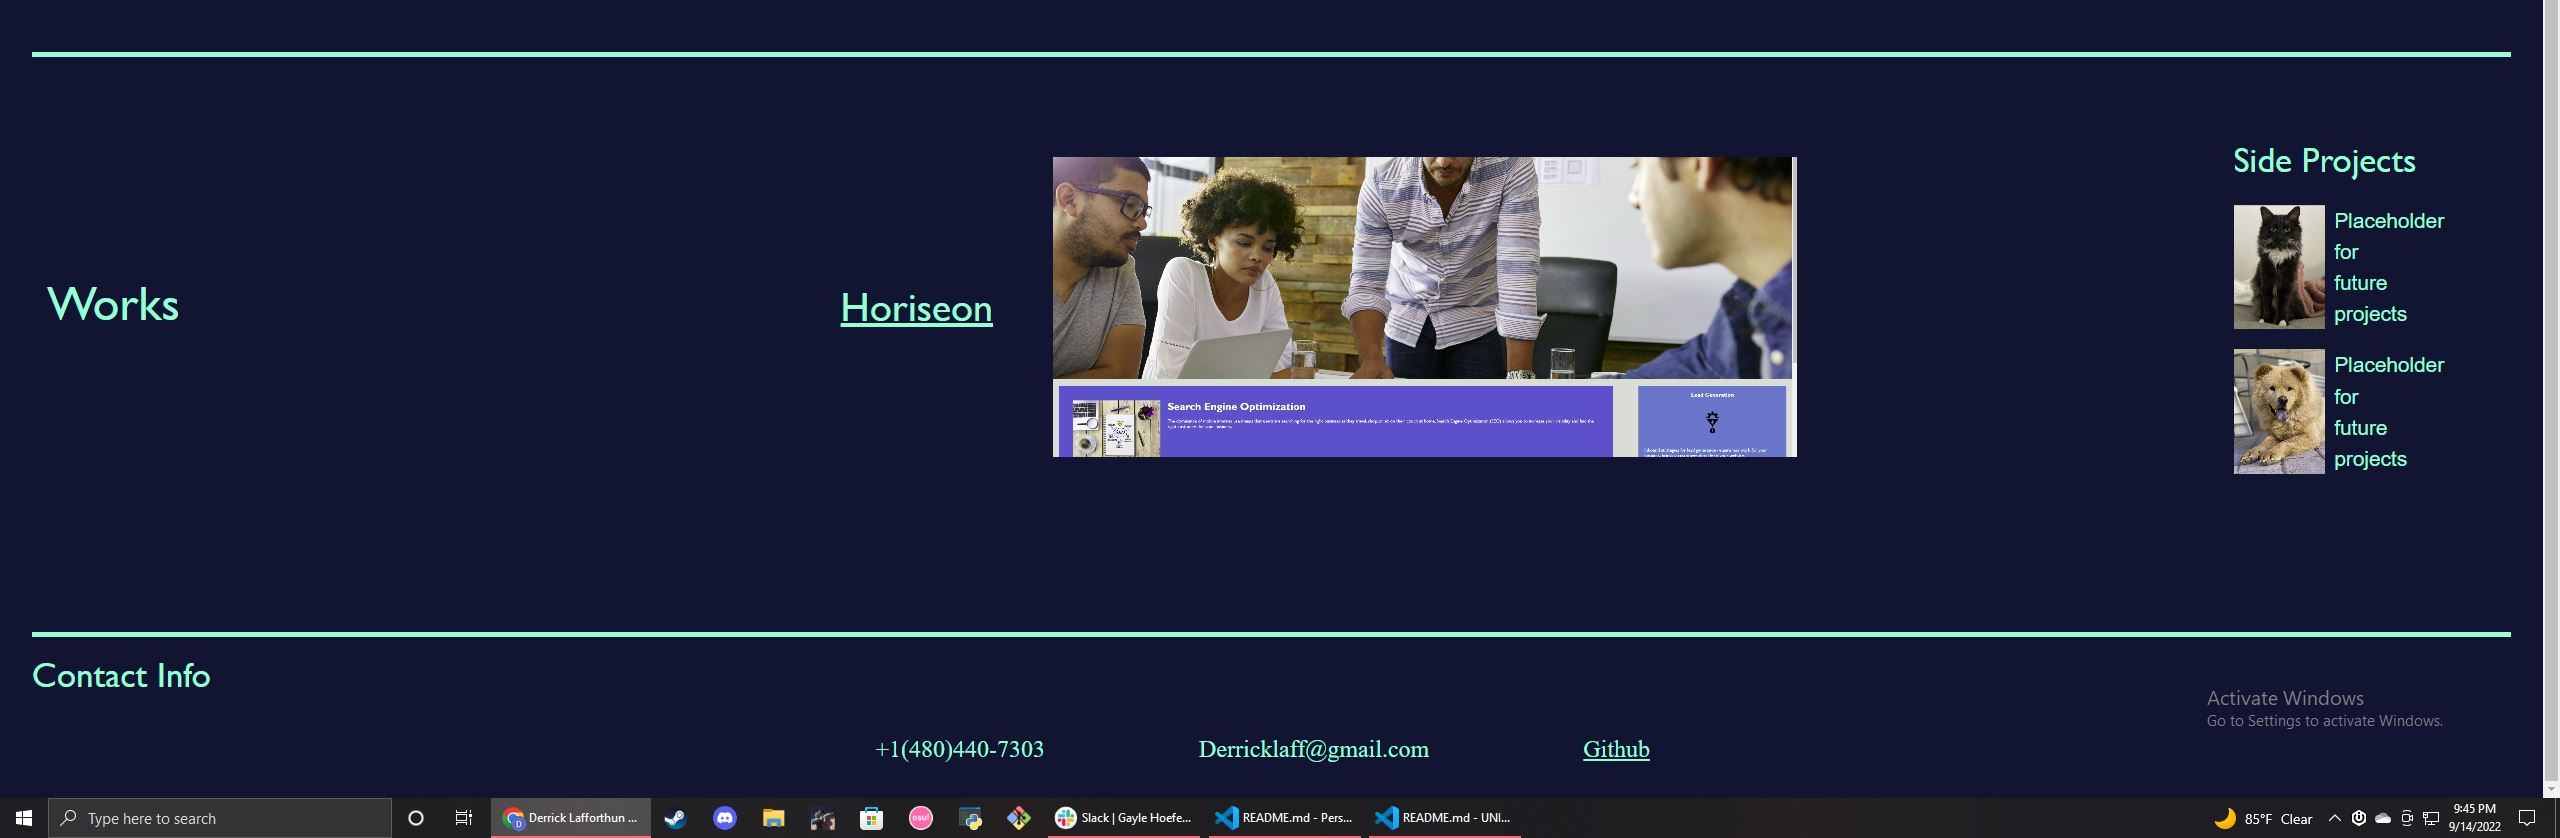 Works
Horiseon
Search Engine Optimization
Lead Generation
Side Projects
Placeholder
for
future
projects
Placeholder
for
future
projects
Contact Info
+1(480)440-7303
Derricklaff@gmail.com
Github
Activate Windows
Go to Settings to activate Windows.
Type here to search
Derrick Lafforthun ...
osu!
Slack | Gayle Hoefe...
README.md - Pers...
README.md - UNI...
85°F Clear
9:45 PM
9/14/2022